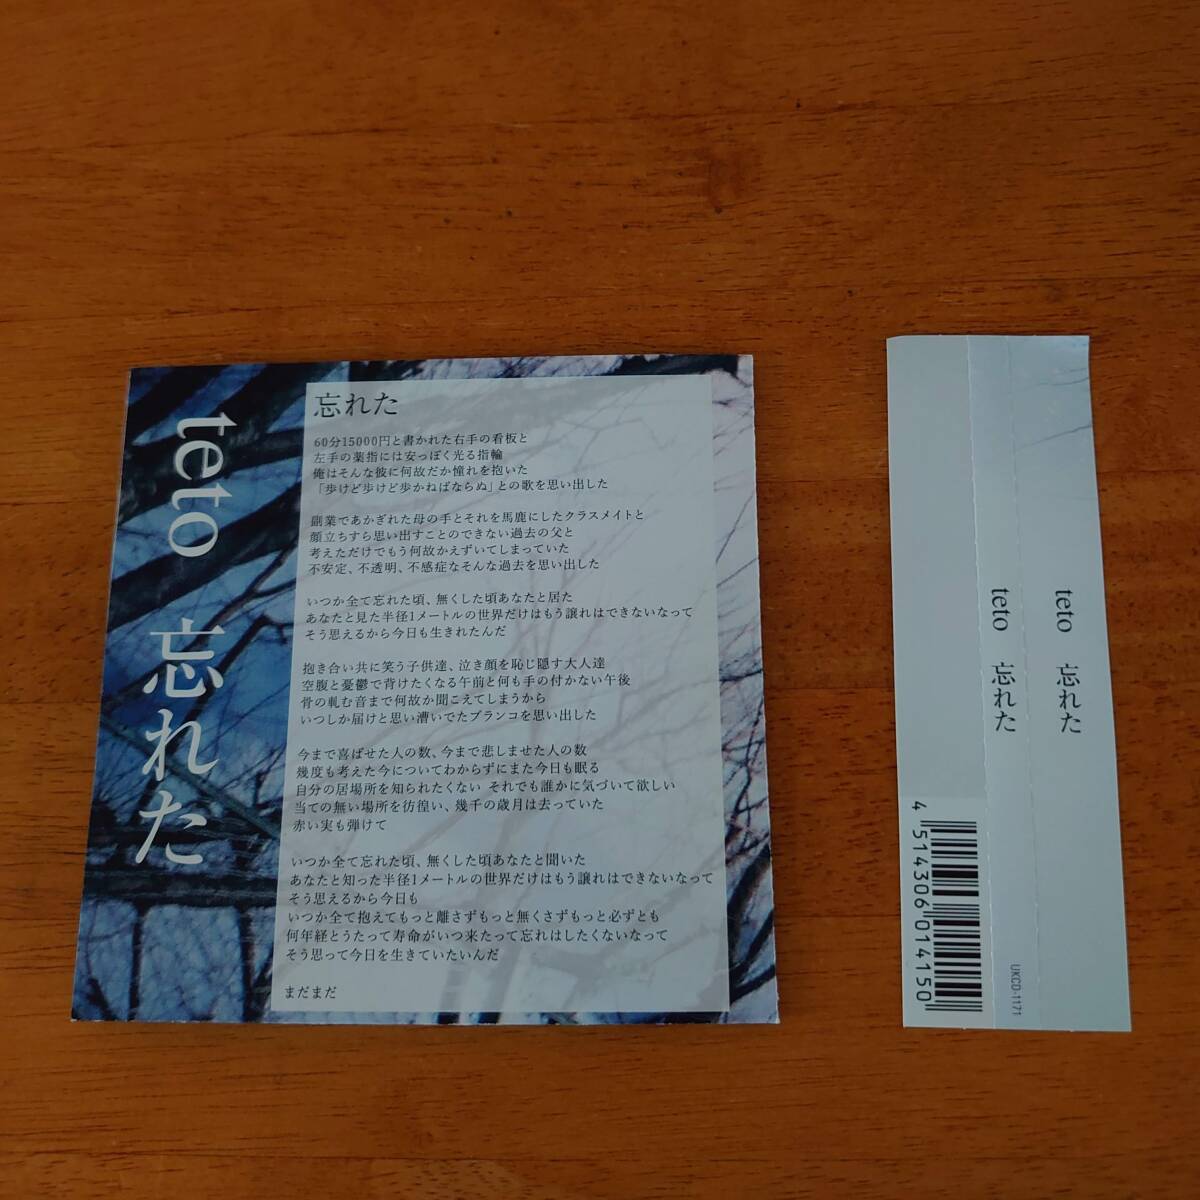 teto 忘れた
忘れた
60分15000円と書かれた右手の看板と
左手の薬指には安っぽく光る指輪
俺はそんな彼に何故だか憧れを抱いた
「歩けど歩けど歩かねばならぬ」との歌を思い出した
副業であかぎれた母の手とそれを馬鹿にしたクラスメイトと
顔立ちすら思い出すことのできない過去の父と
考えただけでもう何故かえずいてしまっていた
不安定、不透明、不感症なそんな過去を思い出した
いつか全て忘れた頃、無くした頃あなたと居た
あなたと見た半径1メートルの世界だけはもう譲れはできないなって
そう思えるから今日も生きれたんだ
抱き合い共に笑う子供達、泣き顔を恥じ隠す大人達
空腹と憂鬱で背けたくなる午前と何も手の付かない午後
骨の軋む音まで何故か聞こえてしまうから
いつしか届けと思い漕いでたブランコを思い出した
今まで喜ばせた人の数、今まで悲しませた人の数
幾度も考えた今についてわからずにまた今日も眠る
自分の居場所を知られたくない それでも誰かに気づいて欲しい
当ての無い場所を彷徨い、幾千の歳月は去っていた
赤い実も弾けて
いつか全て忘れた頃、無くした頃あなたと聞いた
あなたと知った半径1メートルの世界だけはもう譲れはできないなって
そう思えるから今日も
いつか全て抱えてもっと離さずもっと無くさずもっと必ずとも
何年経とうたって寿命がいつ来たって忘れはしたくないなって
そう思って今日を生きていたいんだ
まだまだ
teto 忘れた
teto 忘れた
4 514306 014150
UKCD-1171